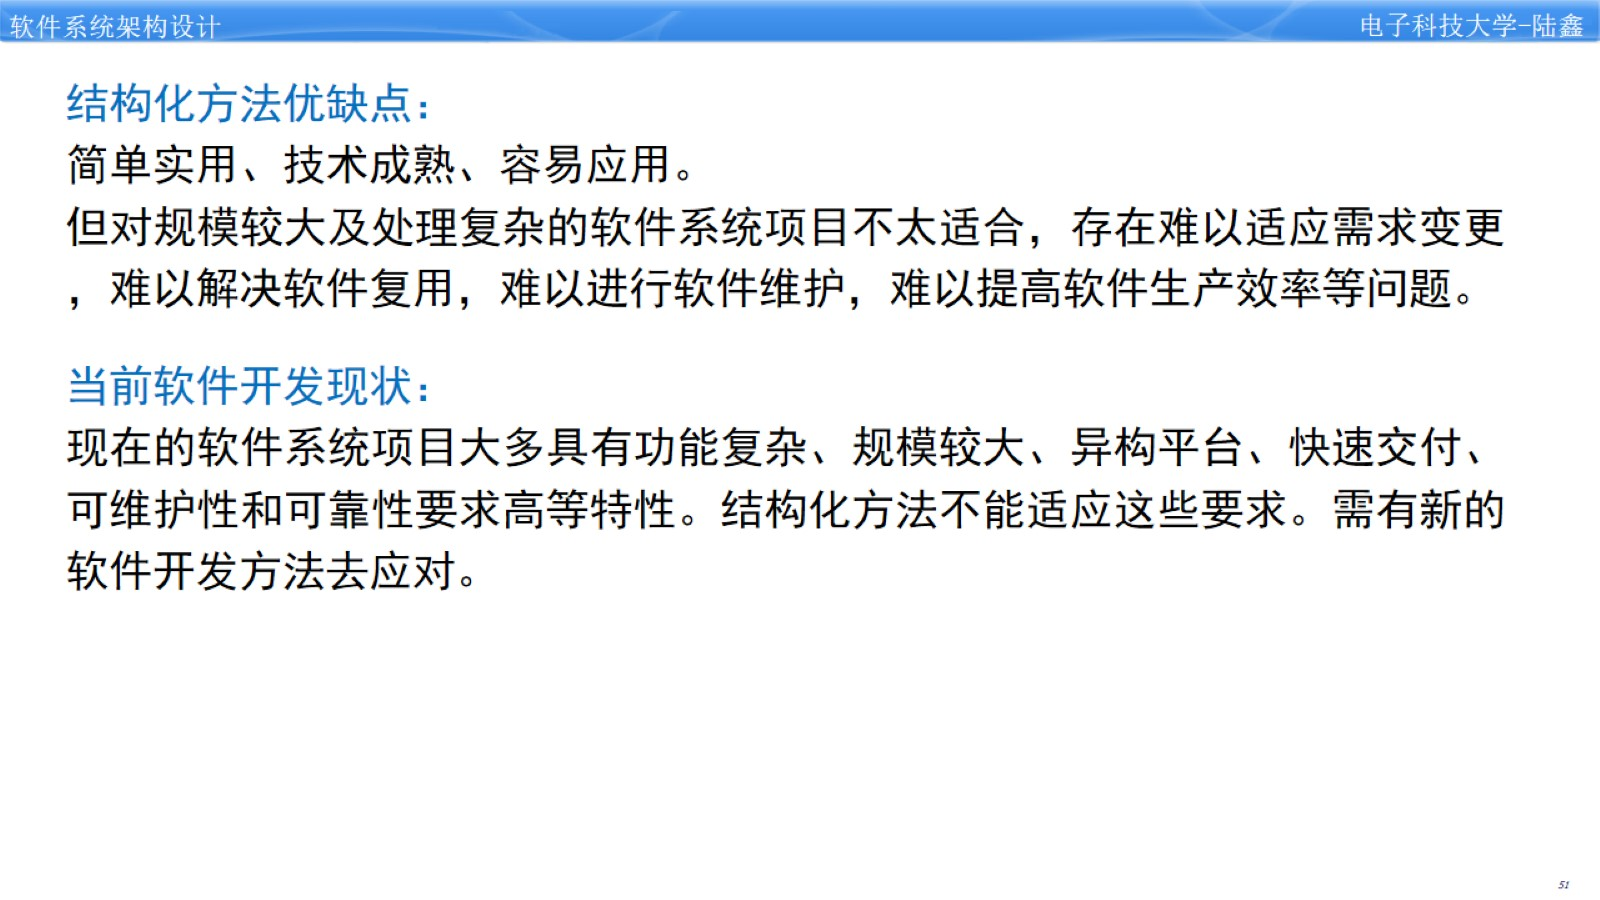 软件系统架构设计
电子科技大学-陆鑫
结构化方法优缺点：
简单实用、技术成熟、容易应用。
但对规模较大及处理复杂的软件系统项目不太适合，存在难以适应需求变更
，难以解决软件复用，难以进行软件维护，难以提高软件生产效率等问题。
当前软件开发现状：
现在的软件系统项目大多具有功能复杂、规模较大、异构平台、快速交付、
可维护性和可靠性要求高等特性。结构化方法不能适应这些要求。需有新的
软件开发方法去应对。
51